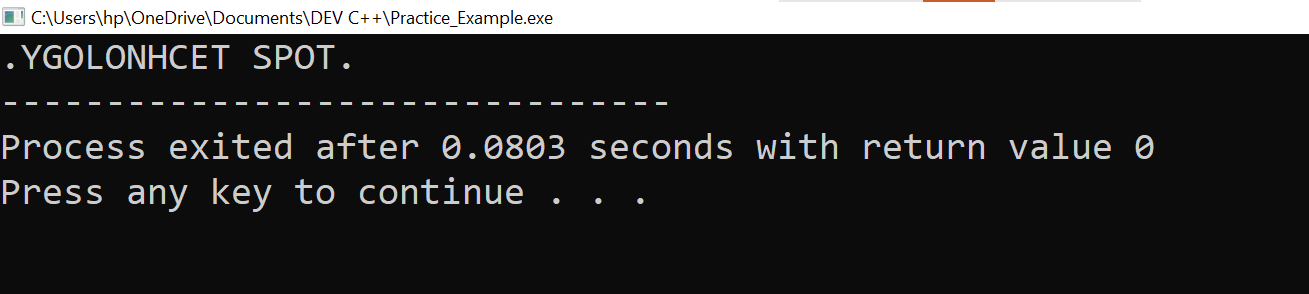 C:\Users\hp\OneDrive\Documents\DEV C++\Practice_Example.exe
.YGOLONHCET SPOT.
--------------------------------
Process exited after 0.0803 seconds with return value 0
Press any key to continue . . .